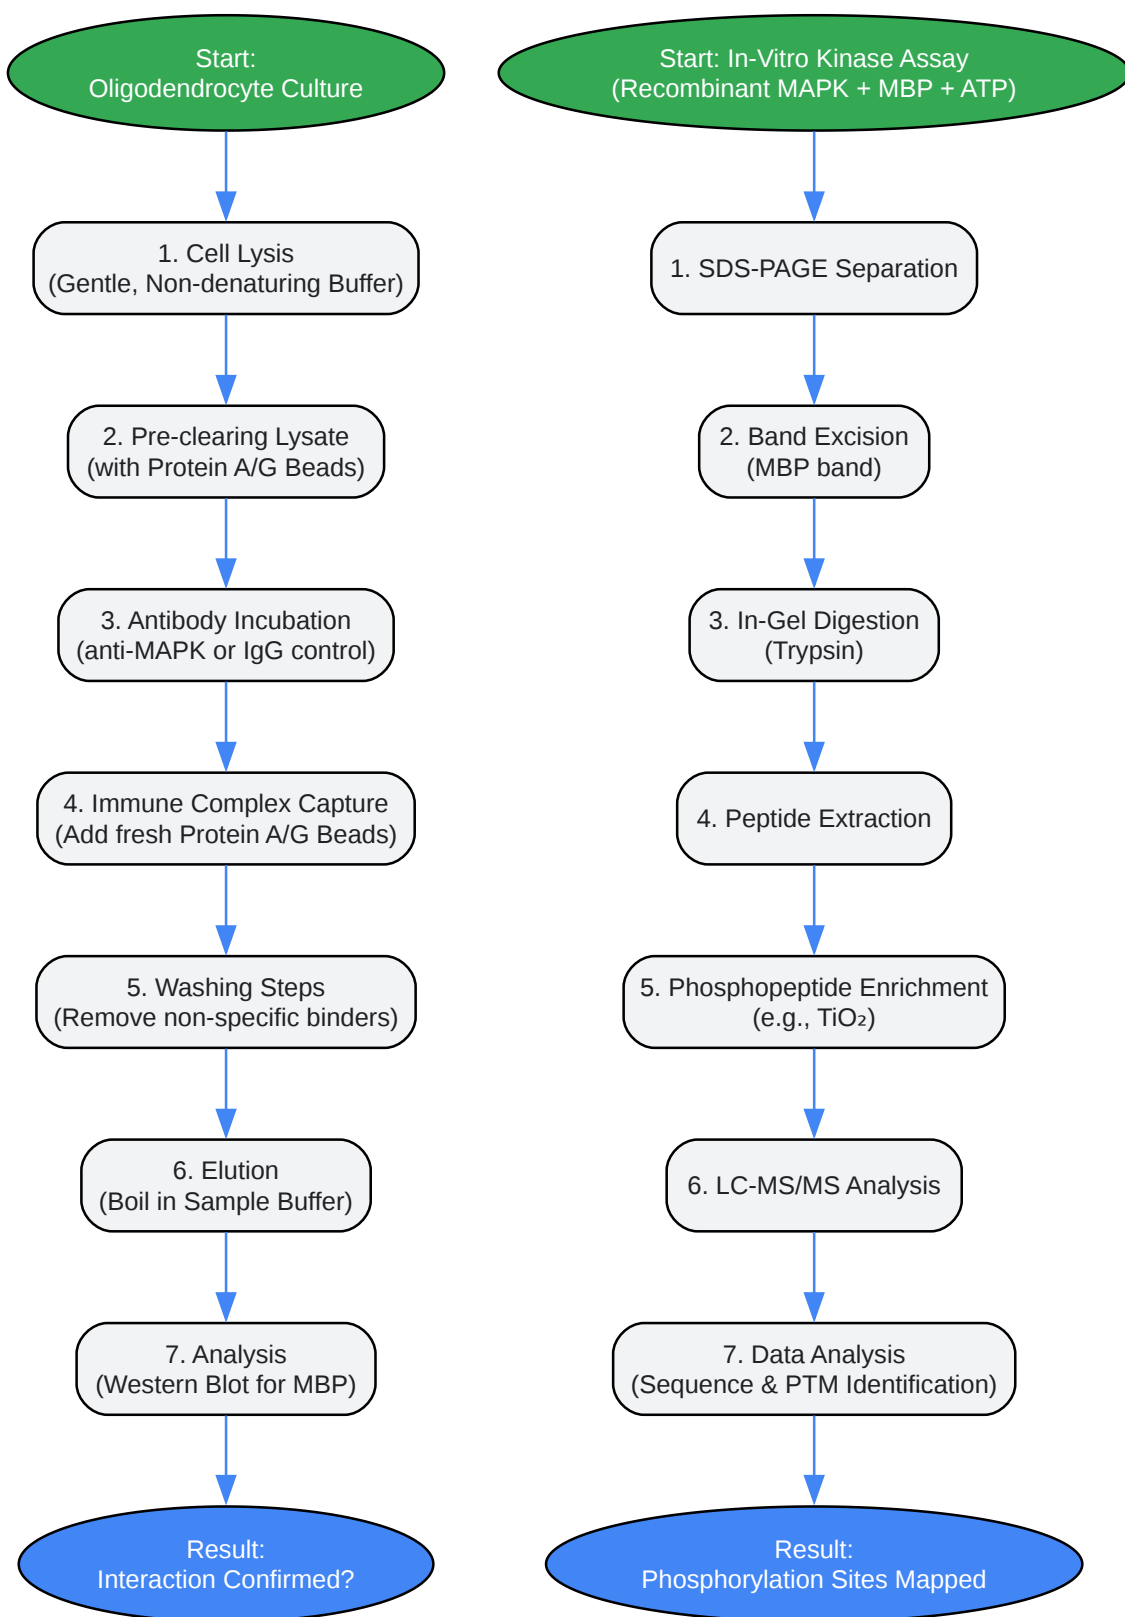 Start:
Oligodendrocyte Culture
1. Cell Lysis
(Gentle, Non-denaturing Buffer)
2. Pre-clearing Lysate
(with Protein A/G Beads)
3. Antibody Incubation
(anti-MAPK or IgG control)
4. Immune Complex Capture
(Add fresh Protein A/G Beads)
5. Washing Steps
(Remove non-specific binders)
6. Elution
(Boil in Sample Buffer)
7. Analysis
(Western Blot for MBP)
Result:
Interaction Confirmed?
Start: In-Vitro Kinase Assay
(Recombinant MAPK + MBP + ATP)
1. SDS-PAGE Separation
2. Band Excision
(MBP band)
3. In-Gel Digestion
(Trypsin)
4. Peptide Extraction
5. Phosphopeptide Enrichment
(e.g., TiO₂)
6. LC-MS/MS Analysis
7. Data Analysis
(Sequence & PTM Identification)
Result:
Phosphorylation Sites Mapped